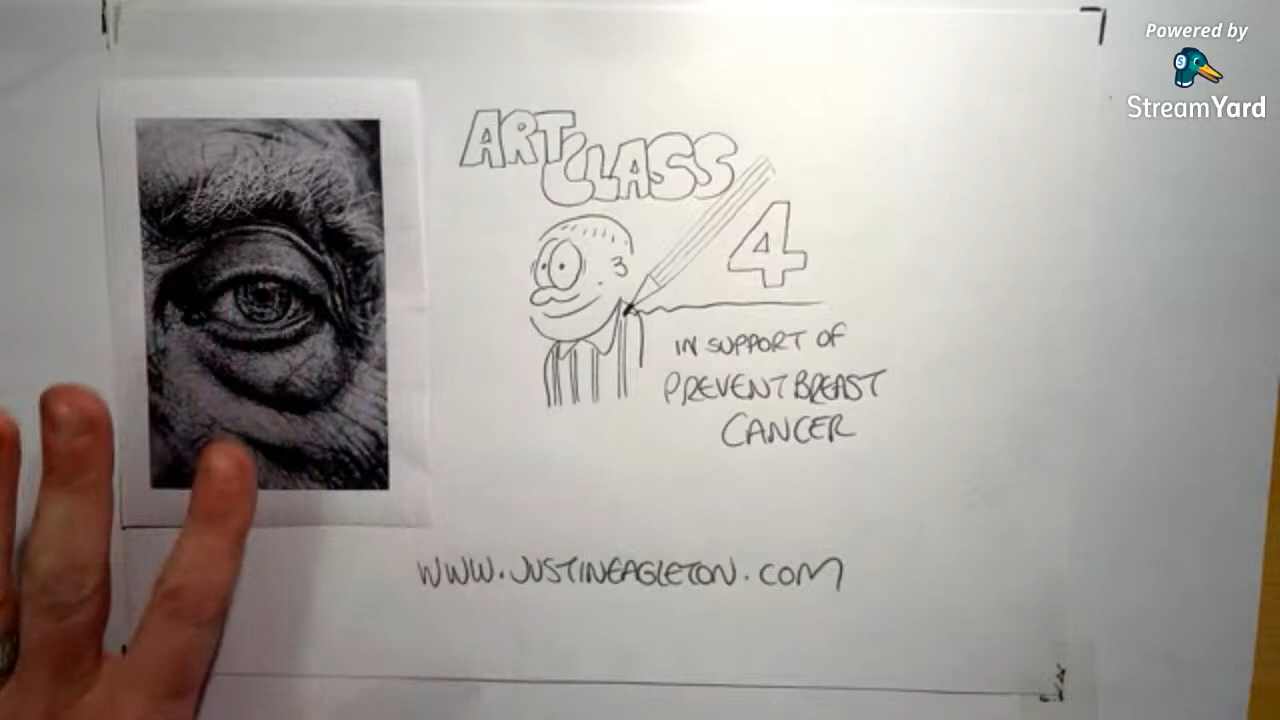 Powered by
StreamYard
ART CLASS
4
IN SUPPORT OF
PREVENT BREAST
CANCER
WWW.JUSTINEAGLETON.COM